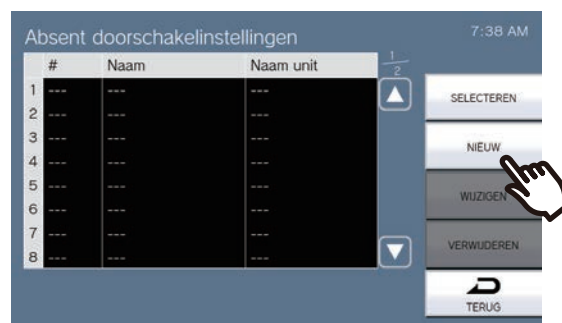 Absent doorschakelinstellingen 7:38 AM
# Naam Naam unit 1/2
1 --- --- ---
2 --- --- ---
3 --- --- ---
4 --- --- ---
5 --- --- ---
6 --- --- ---
7 --- --- ---
8 --- --- ---
SELECTEREN
NIEUW
WIJZIGEN
VERWIJDEREN
TERUG